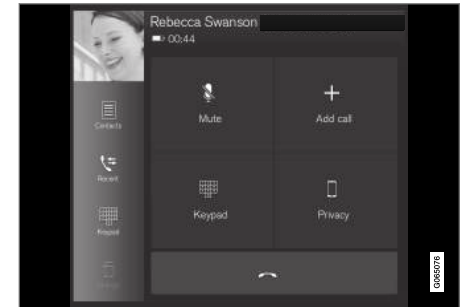 Rebecca Swanson
00:44
Mute
Add call
Contacts
Recent
Keypad
Keypad
Privacy
G065076